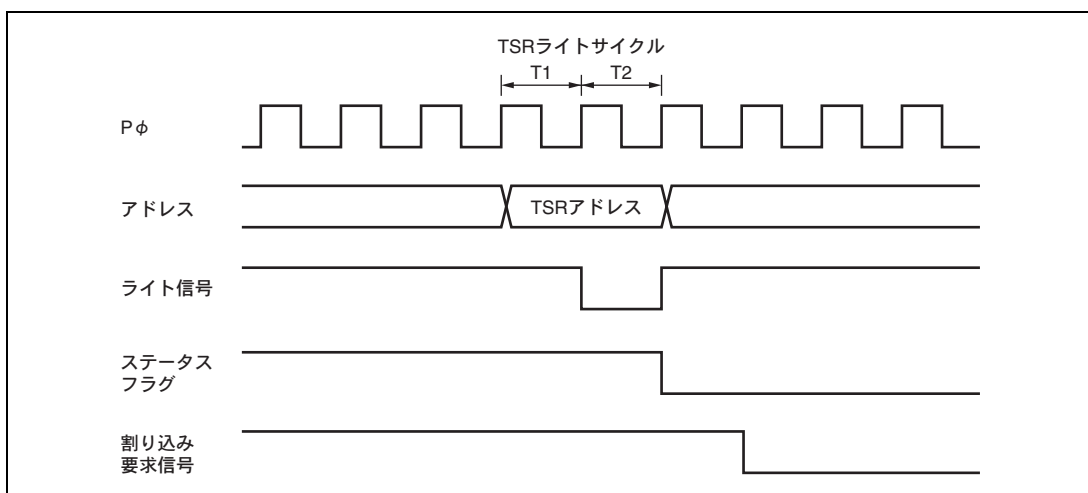 TSRライトサイクル
T1 T2
Pφ
アドレス
TSRアドレス
ライト信号
ステータス
フラグ
割り込み
要求信号